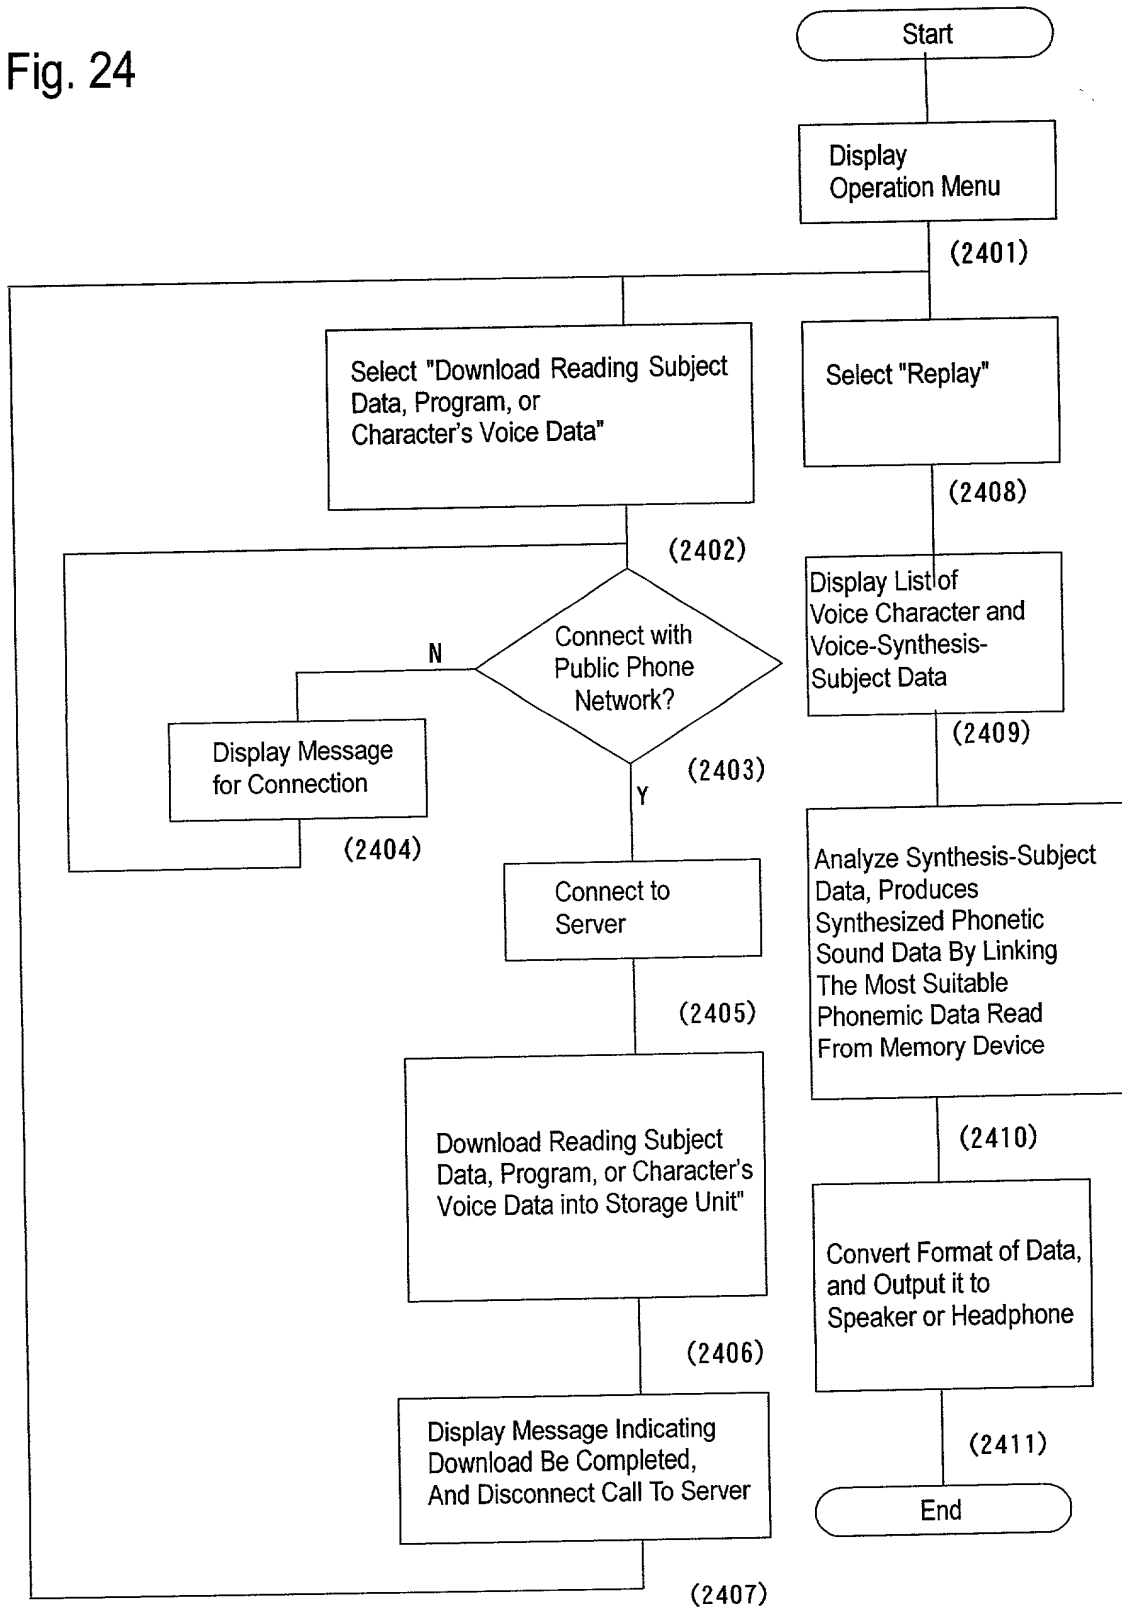 Fig. 24
Start
Display
Operation Menu
(2401)
Select "Download Reading Subject
Data, Program, or
Character's Voice Data"
(2402)
Connect with
Public Phone
Network?
N
Y
(2403)
Display Message
for Connection
(2404)
Connect to
Server
(2405)
Download Reading Subject
Data, Program, or Character's
Voice Data into Storage Unit"
(2406)
Display Message Indicating
Download Be Completed,
And Disconnect Call To Server
(2407)
Select "Replay"
(2408)
Display List of
Voice Character and
Voice-Synthesis-
Subject Data
(2409)
Analyze Synthesis-Subject
Data, Produces
Synthesized Phonetic
Sound Data By Linking
The Most Suitable
Phonemic Data Read
From Memory Device
(2410)
Convert Format of Data,
and Output it to
Speaker or Headphone
(2411)
End